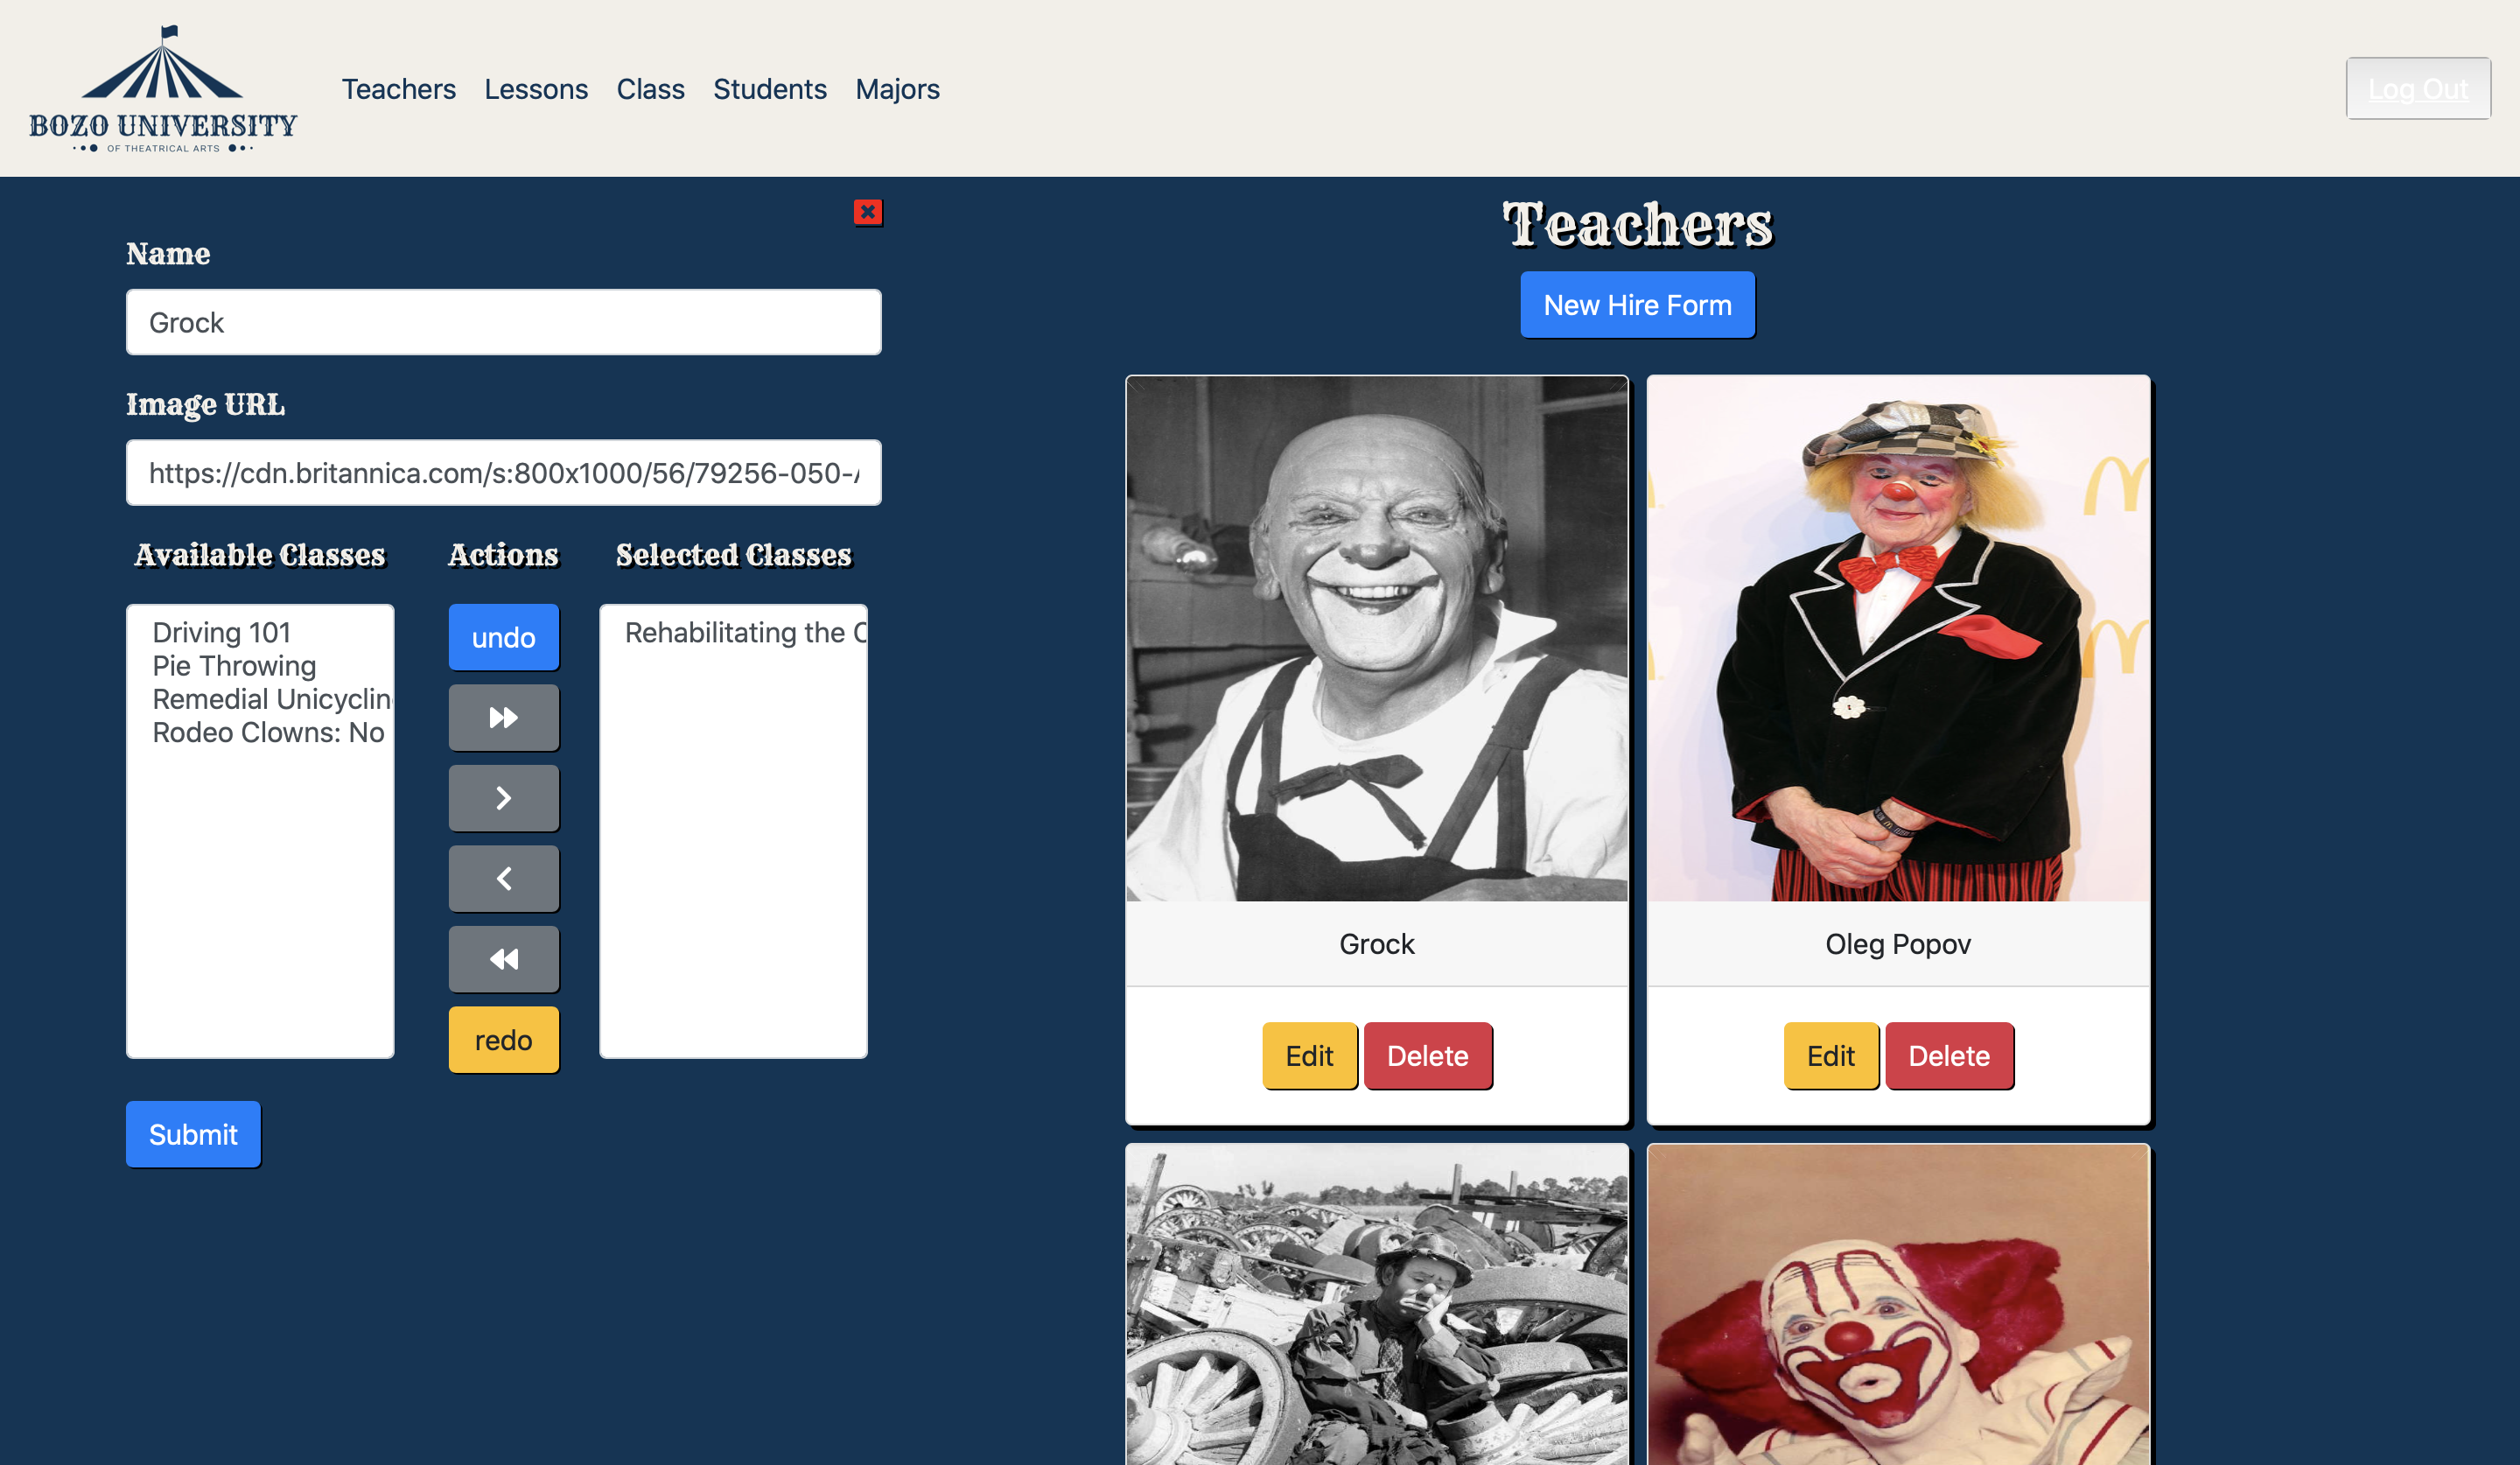 BOZO UNIVERSITY
OF THEATRICAL ARTS
Teachers
Lessons
Class
Students
Majors
Log Out
Name
Grock
Image URL
https://cdn.britannica.com/s:800x1000/56/79256-050-
Available Classes
Actions
Selected Classes
Driving 101
Pie Throwing
Remedial Unicyclin
Rodeo Clowns: No
undo
redo
Rehabilitating the C
Submit
Teachers
New Hire Form
Grock
Edit
Delete
Oleg Popov
Edit
Delete